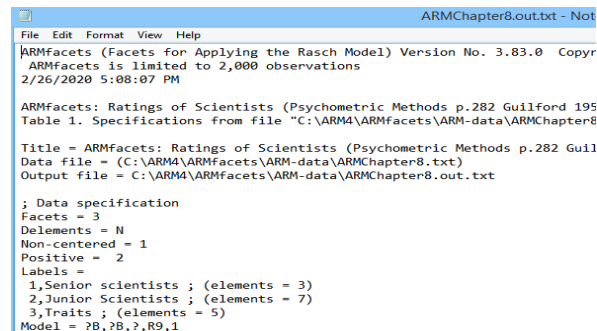 ARMChapter8.out.txt - Not
File Edit Format View Help
ARMfacets (Facets for Applying the Rasch Model) Version No. 3.83.0 Copyr
ARMfacets is limited to 2,000 observations
2/26/2020 5:08:07 PM
ARMfacets: Ratings of Scientists (Psychometric Methods p.282 Guilford 195
Table 1. Specifications from file "C:\ARM4\ARMfacets\ARM-data\ARMChapter8
Title = ARMfacets: Ratings of Scientists (Psychometric Methods p.282 Guil
Data file = (C:\ARM4\ARMfacets\ARM-data\ARMChapter8.txt)
Output file = C:\ARM4\ARMfacets\ARM-data\ARMChapter8.out.txt
; Data specification
Facets = 3
Delements = N
Non-centered = 1
Positive = 2
Labels =
1,Senior scientists ; (elements = 3)
2,Junior Scientists ; (elements = 7)
3,Traits ; (elements = 5)
Model = ?B,?B,?,R9,1